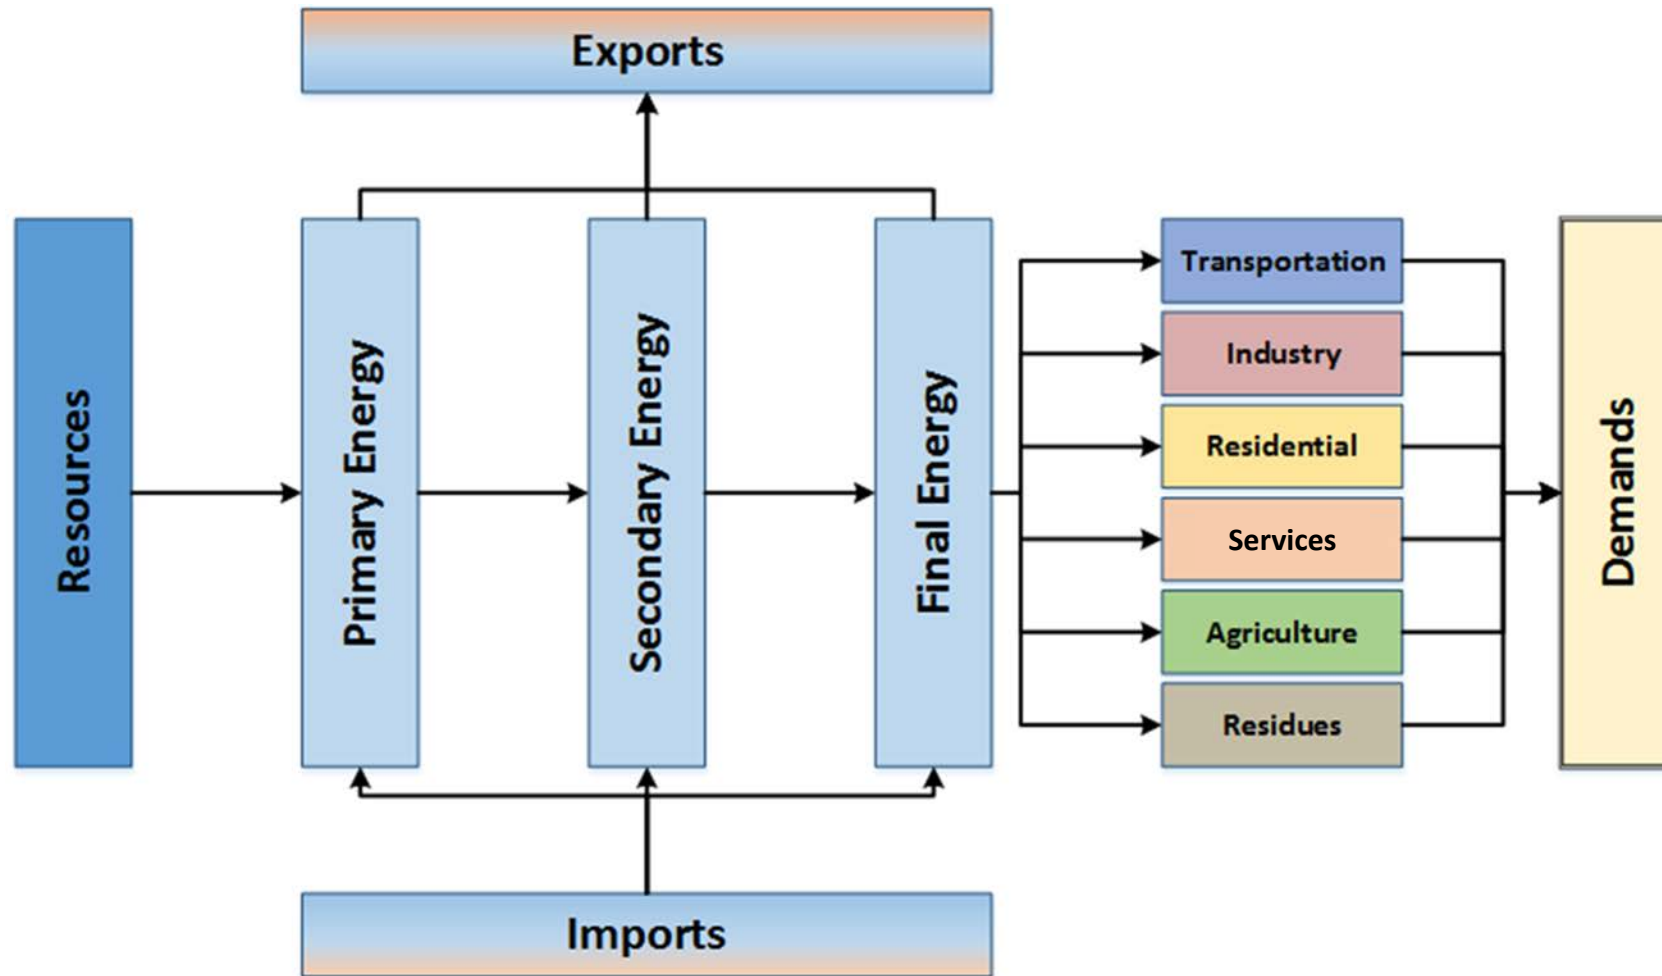 Exports
Resources
Primary Energy
Secondary Energy
Final Energy
Transportation
Industry
Residential
Services
Agriculture
Residues
Demands
Imports